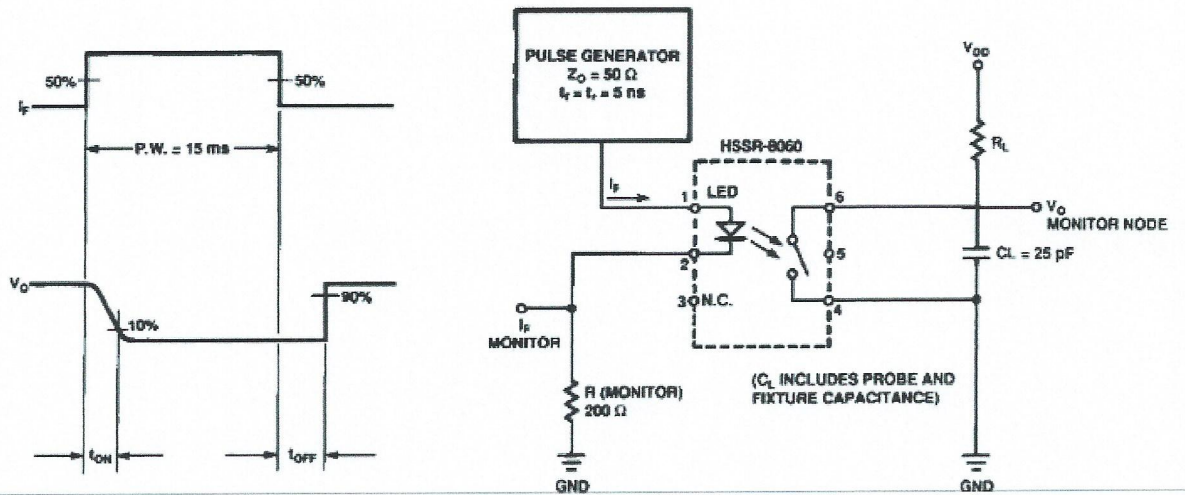 50%
50%
IF
P.W. = 15 ms
VO
90%
10%
tON
tOFF
PULSE GENERATOR
ZO = 50 Ω
tf = tr = 5 ns
HSSR-8060
IF
1
LED
6
2
5
3
N.C.
4
IF
MONITOR
R (MONITOR)
200 Ω
GND
VDD
RL
VO
MONITOR NODE
CL = 25 pF
(CL INCLUDES PROBE AND
FIXTURE CAPACITANCE)
GND